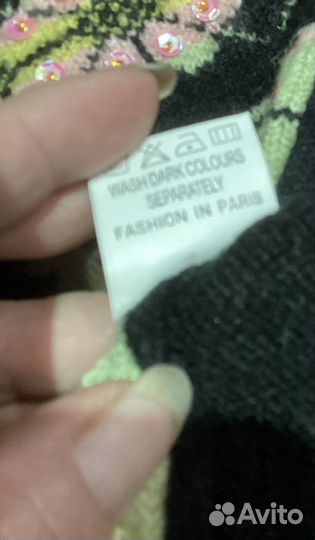 WASH DARK COLOURS
SEPARATELY
FASHION IN PARIS
Avito